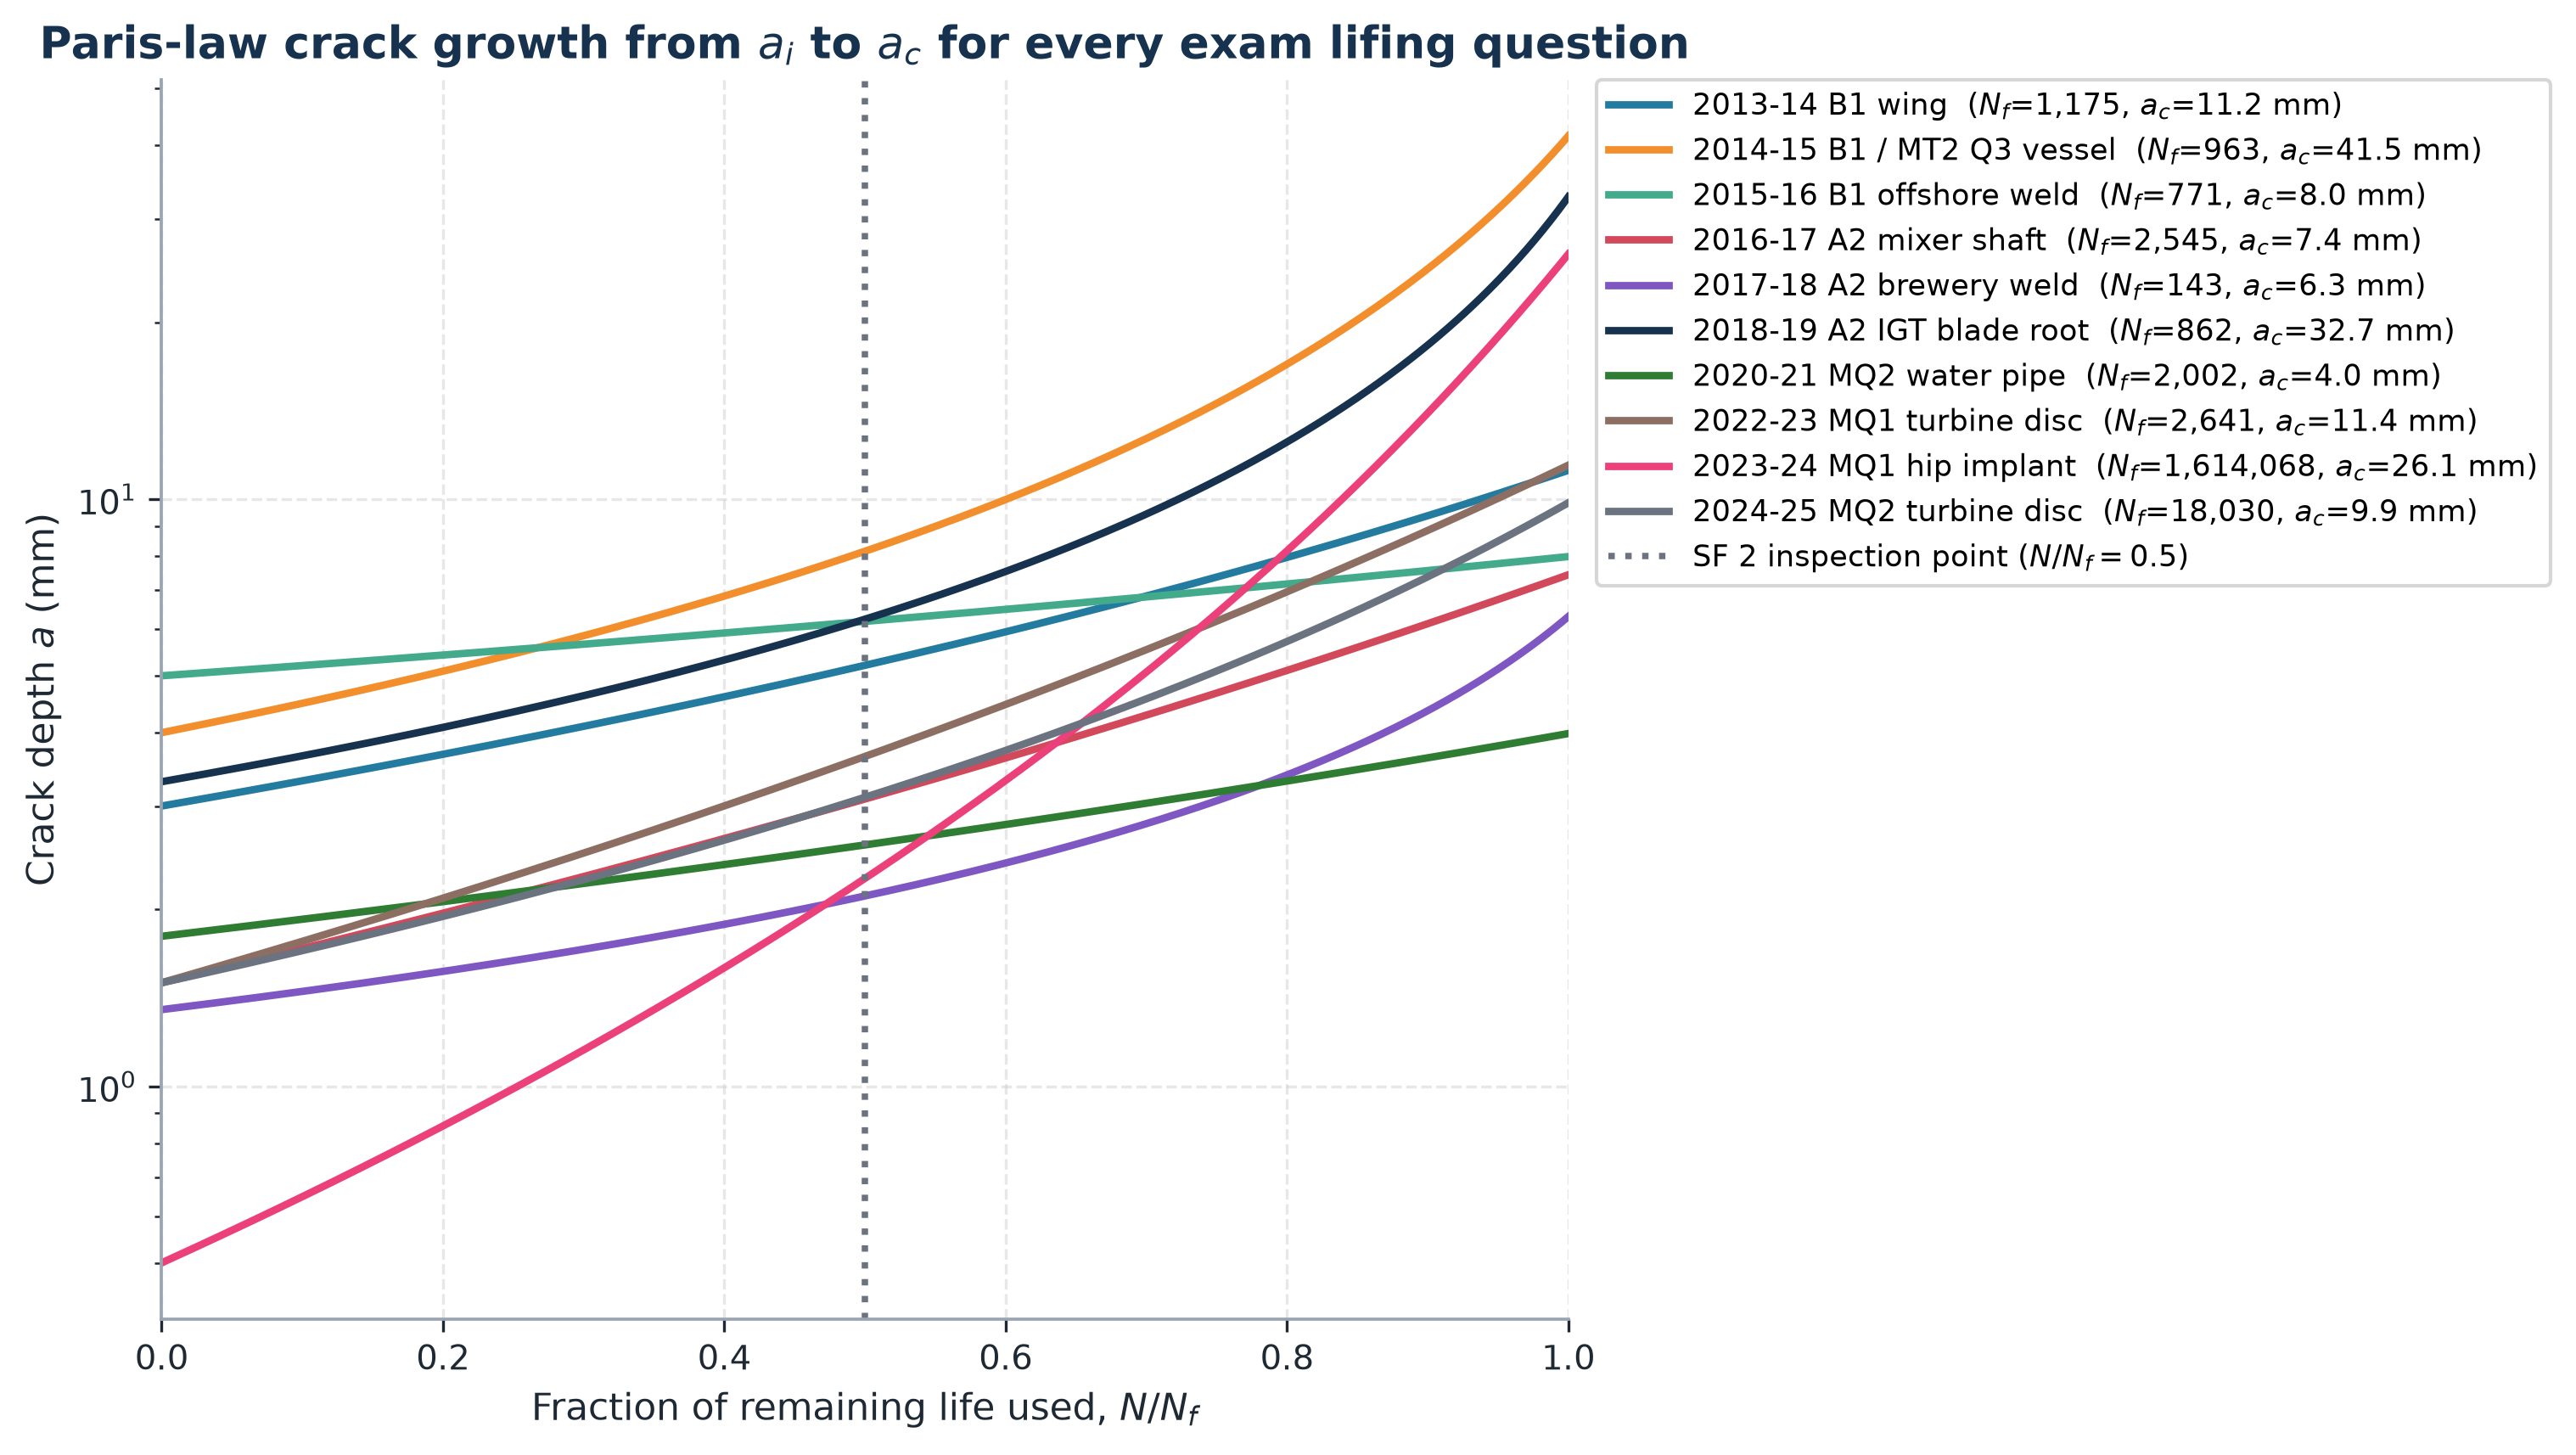 Paris-law crack growth from a_i to a_c for every exam lifing question
Crack depth a (mm)
10^1
10^0
0.0 0.2 0.4 0.6 0.8 1.0
Fraction of remaining life used, N/N_f
2013-14 B1 wing (N_f=1,175, a_c=11.2 mm)
2014-15 B1 / MT2 Q3 vessel (N_f=963, a_c=41.5 mm)
2015-16 B1 offshore weld (N_f=771, a_c=8.0 mm)
2016-17 A2 mixer shaft (N_f=2,545, a_c=7.4 mm)
2017-18 A2 brewery weld (N_f=143, a_c=6.3 mm)
2018-19 A2 IGT blade root (N_f=862, a_c=32.7 mm)
2020-21 MQ2 water pipe (N_f=2,002, a_c=4.0 mm)
2022-23 MQ1 turbine disc (N_f=2,641, a_c=11.4 mm)
2023-24 MQ1 hip implant (N_f=1,614,068, a_c=26.1 mm)
2024-25 MQ2 turbine disc (N_f=18,030, a_c=9.9 mm)
SF 2 inspection point (N/N_f = 0.5)